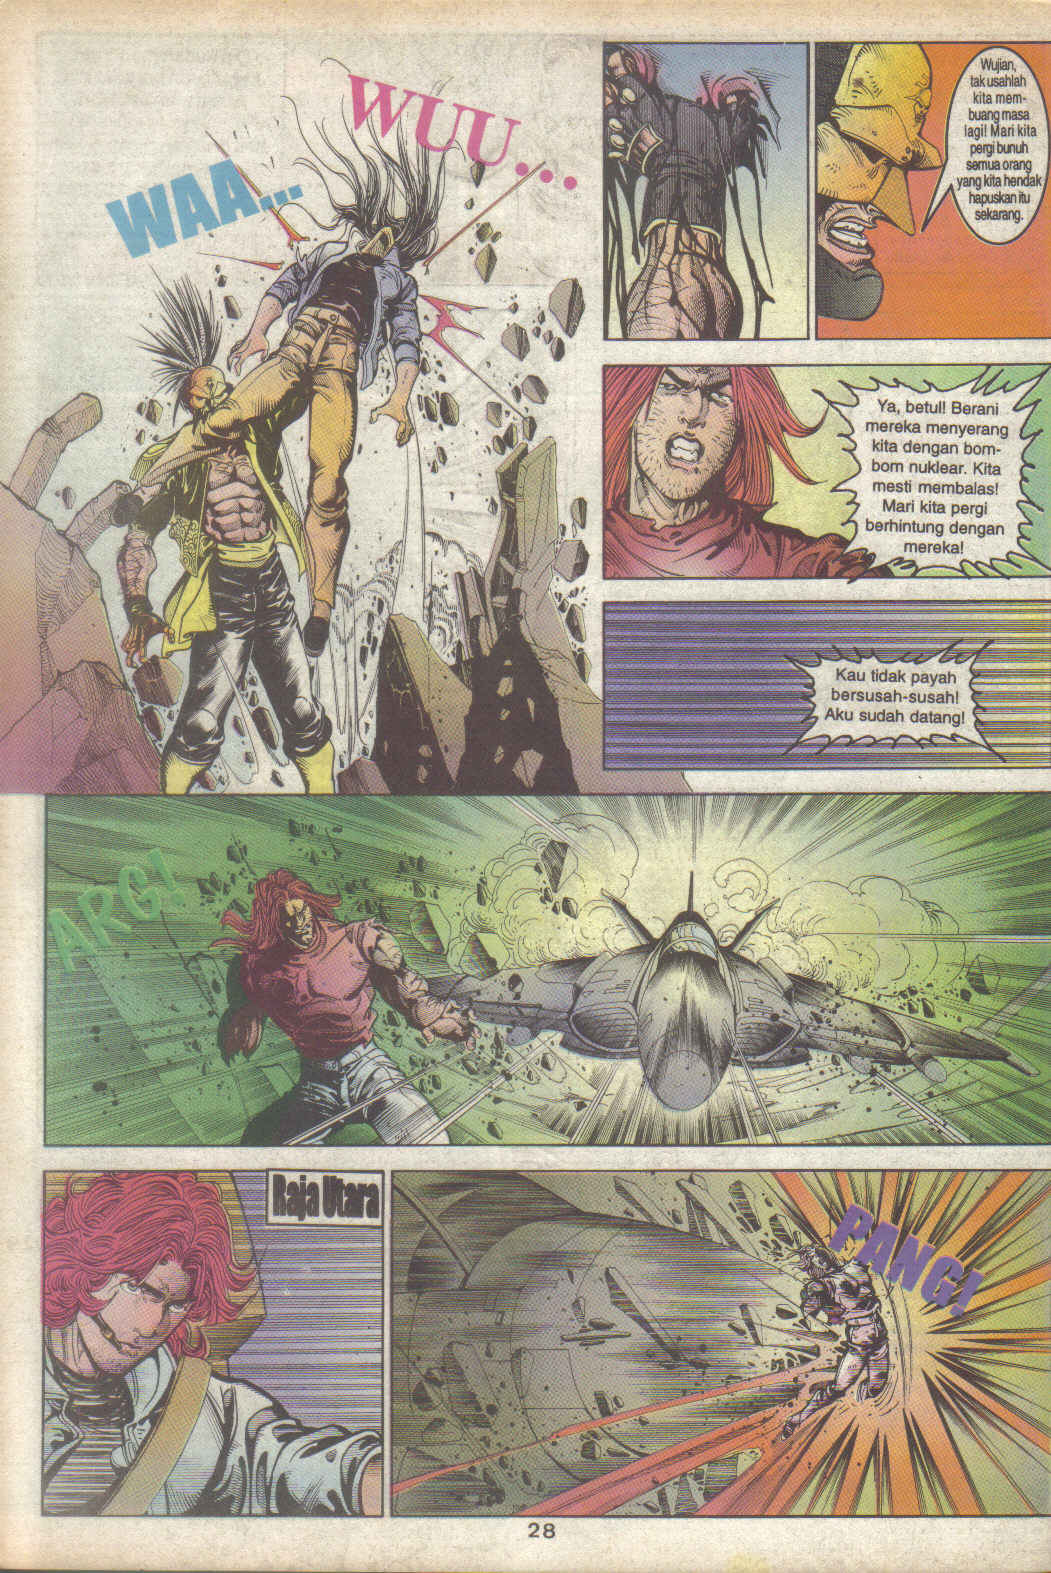 WUU...
WAA...
Wujian,
tak usahlah
kita mem-
buang masa
lagi! Mari kita
pergi bunuh
semua orang
yang kita hendak
hapuskan itu
sekarang.
Ya, betul! Berani
mereka menyerang
kita dengan bom-
bom nuklear. Kita
mesti membalas!
Mari kita pergi
berhintung dengan
mereka!
Kau tidak payah
bersusah-susah!
Aku sudah datang!
ARG!
Raja Utara
PANG!
28